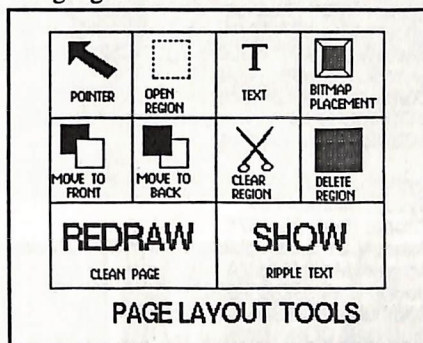 POINTER
OPEN
REGION
T
TEXT
BITMAP
PLACEMENT
MOVE TO
FRONT
MOVE TO
BACK
CLEAR
REGION
DELETE
REGION
REDRAW
CLEAN PAGE
SHOW
RIPPLE TEXT
PAGE LAYOUT TOOLS